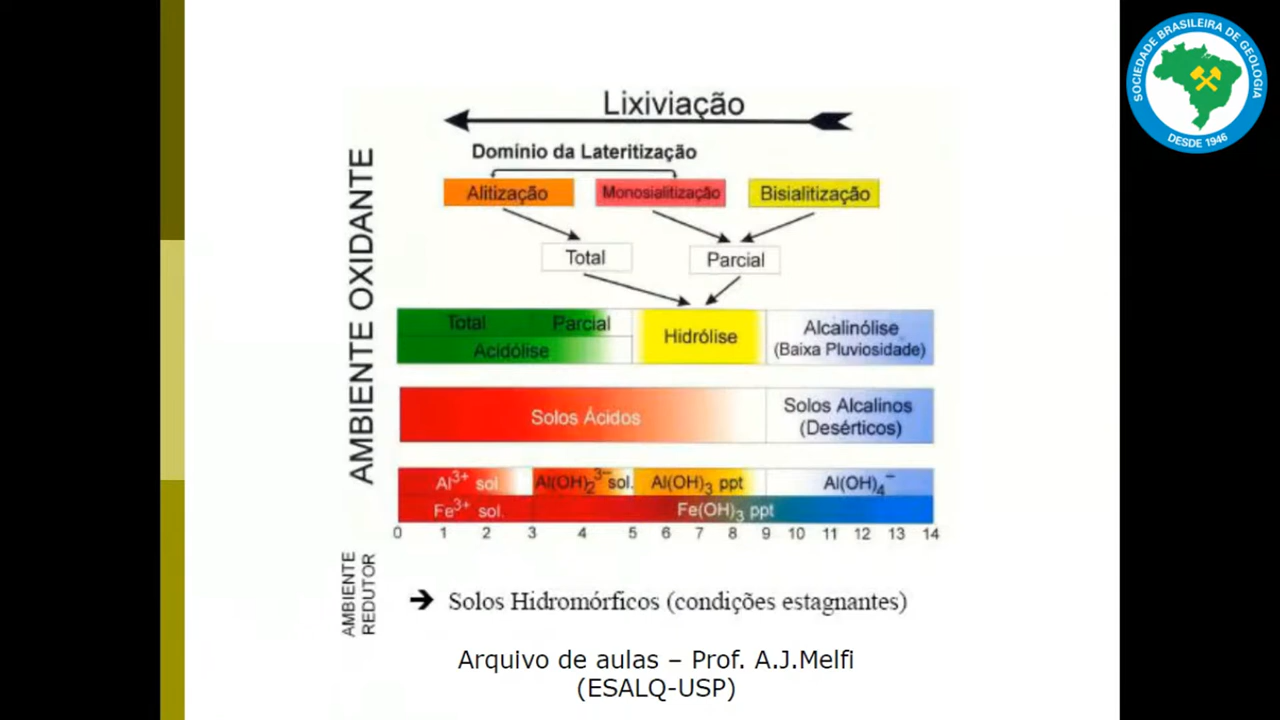 SOCIEDADE BRASILEIRA DE GEOLOGIA
DESDE 1946
Lixiviação
Domínio da Lateritização
Alitização
Monosialitização
Bisialitização
Total
Parcial
AMBIENTE OXIDANTE
Total
Parcial
Acidólise
Hidrólise
Alcalinólise
(Baixa Pluviosidade)
Solos Ácidos
Solos Alcalinos
(Desérticos)
Al³⁺ sol
Al(OH)₂³⁻ sol.
Al(OH)₃ ppt
Al(OH)₄⁻
Fe³⁺ sol.
Fe(OH)₃ ppt
0 1 2 3 4 5 6 7 8 9 10 11 12 13 14
AMBIENTE
REDUTOR
➔ Solos Hidromórficos (condições estagnantes)
Arquivo de aulas – Prof. A.J.Melfi
(ESALQ-USP)